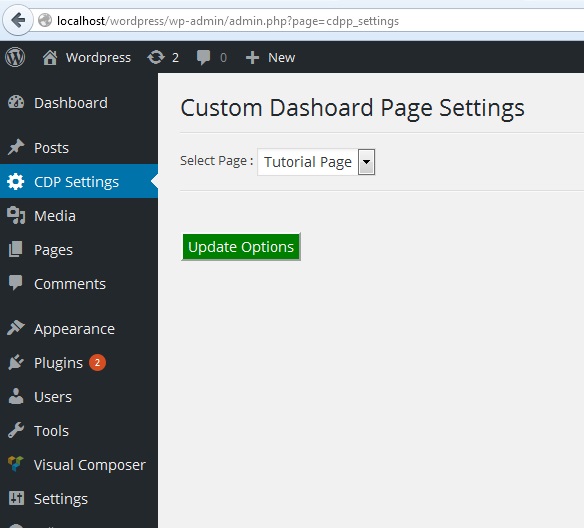 localhost/wordpress/wp-admin/admin.php?page=cdpp_settings
Wordpress 2 0 New
Dashboard
Posts
CDP Settings
Media
Pages
Comments
Appearance
Plugins 2
Users
Tools
Visual Composer
Settings
Custom Dashoard Page Settings
Select Page : Tutorial Page
Update Options